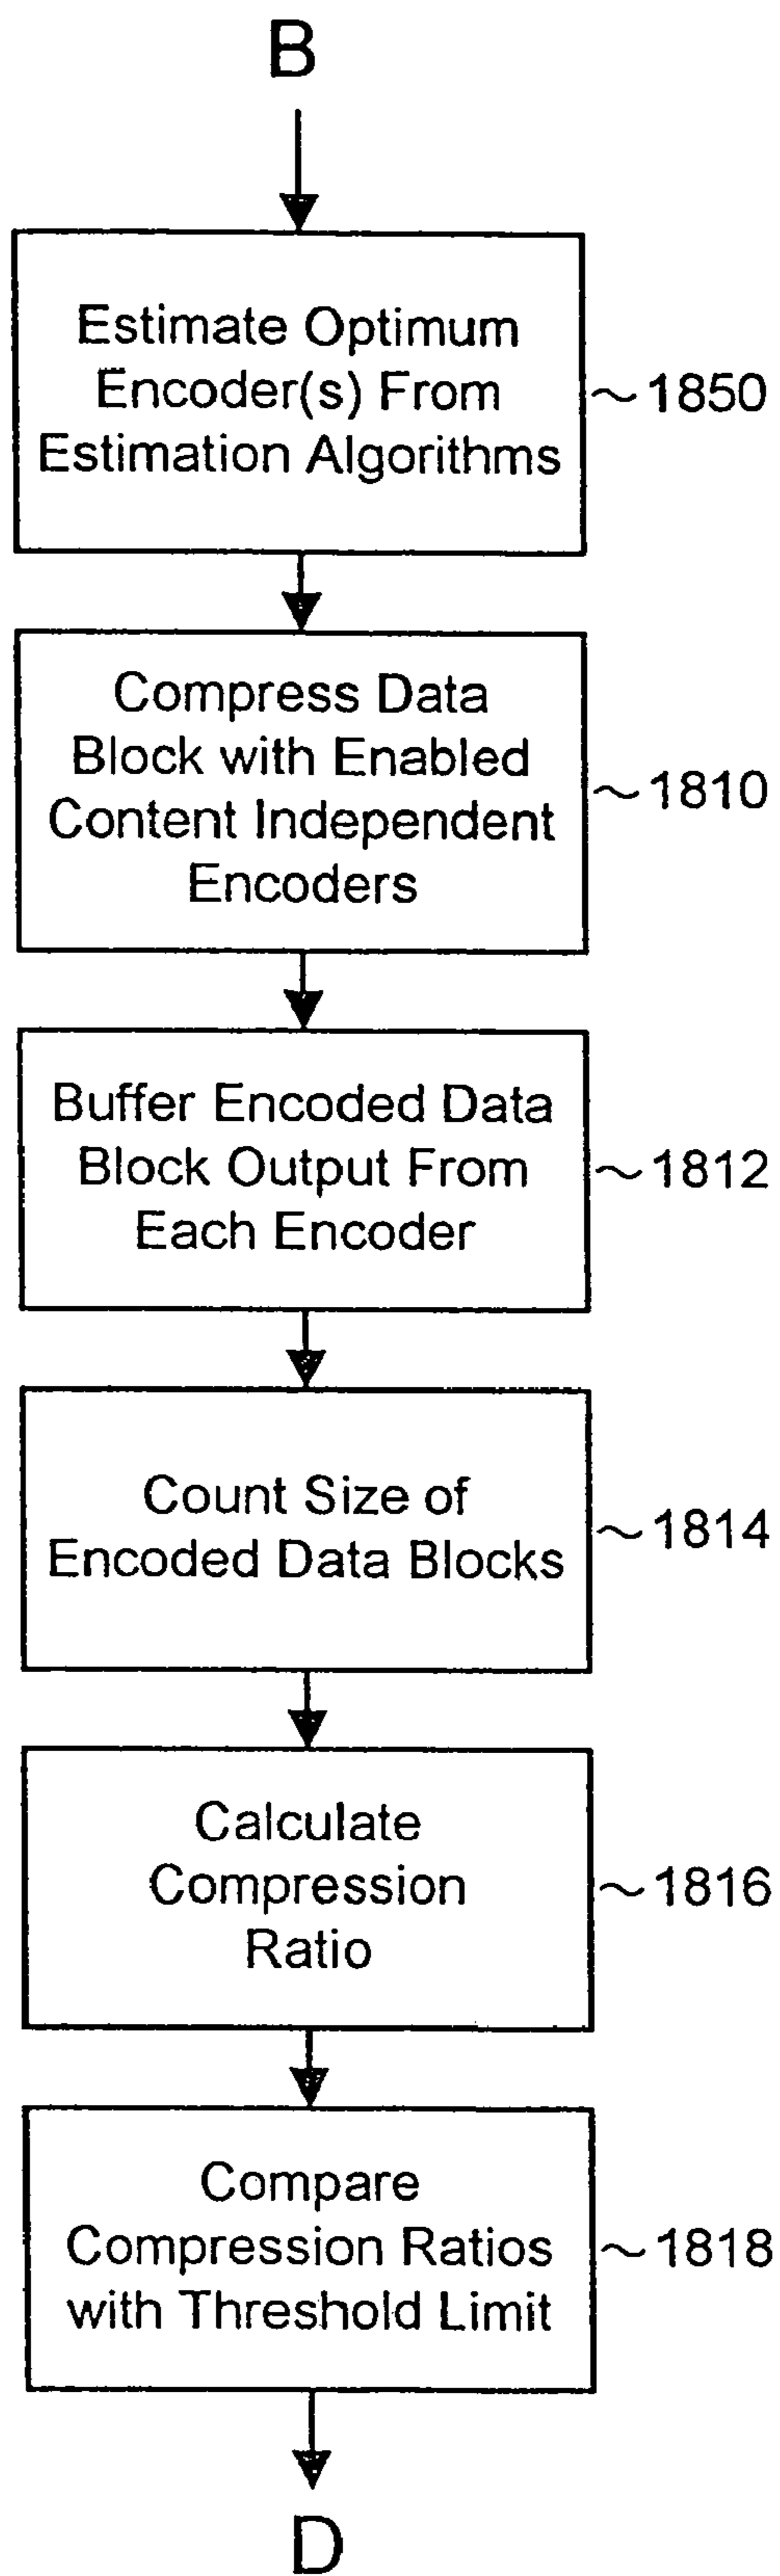 B
Estimate Optimum
Encoder(s) From
Estimation Algorithms
~1850
Compress Data
Block with Enabled
Content Independent
Encoders
~1810
Buffer Encoded Data
Block Output From
Each Encoder
~1812
Count Size of
Encoded Data Blocks
~1814
Calculate
Compression
Ratio
~1816
Compare
Compression Ratios
with Threshold Limit
~1818
D